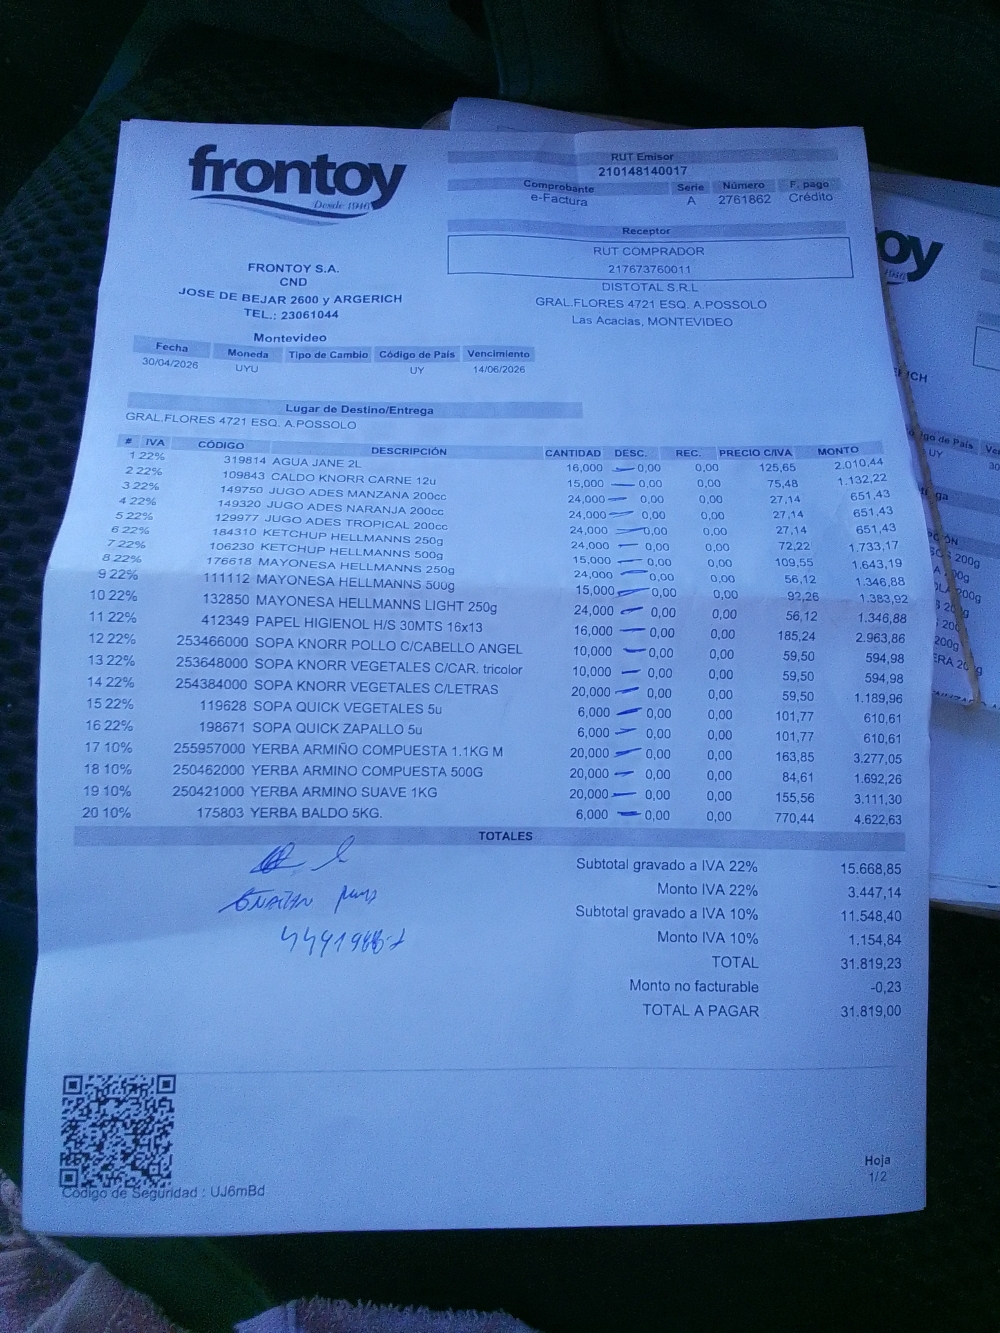 frontoy
Desde 1946
RUT Emisor
210148140017
Comprobante Serie Número F. pago
e-Factura A 2761862 Crédito
Receptor
RUT COMPRADOR
217673760011
DISTOTAL S.R.L
GRAL.FLORES 4721 ESQ. A.POSSOLO
Las Acacias, MONTEVIDEO
FRONTOY S.A.
CND
JOSE DE BEJAR 2600 y ARGERICH
TEL.: 23061044
Montevideo
Fecha Moneda Tipo de Cambio Código de País Vencimiento
30/04/2026 UYU UY 14/06/2026
Lugar de Destino/Entrega
GRAL.FLORES 4721 ESQ. A.POSSOLO
# IVA CÓDIGO DESCRIPCIÓN CANTIDAD DESC. REC. PRECIO C/IVA MONTO
1 22% 319814 AGUA JANE 2L 16,000 0,00 0,00 125,65 2.010,44
2 22% 109843 CALDO KNORR CARNE 12u 15,000 0,00 0,00 75,48 1.132,22
3 22% 149750 JUGO ADES MANZANA 200cc 24,000 0,00 0,00 27,14 651,43
4 22% 149320 JUGO ADES NARANJA 200cc 24,000 0,00 0,00 27,14 651,43
5 22% 129977 JUGO ADES TROPICAL 200cc 24,000 0,00 0,00 27,14 651,43
6 22% 184310 KETCHUP HELLMANNS 250g 24,000 0,00 0,00 72,22 1.733,17
7 22% 106230 KETCHUP HELLMANNS 500g 15,000 0,00 0,00 109,55 1.643,19
8 22% 176618 MAYONESA HELLMANNS 250g 24,000 0,00 0,00 56,12 1.346,88
9 22% 111112 MAYONESA HELLMANNS 500g 15,000 0,00 0,00 92,26 1.383,92
10 22% 132850 MAYONESA HELLMANNS LIGHT 250g 24,000 0,00 0,00 56,12 1.346,88
11 22% 412349 PAPEL HIGIENOL H/S 30MTS 16x13 16,000 0,00 0,00 185,24 2.963,86
12 22% 253466000 SOPA KNORR POLLO C/CABELLO ANGEL 10,000 0,00 0,00 59,50 594,98
13 22% 253648000 SOPA KNORR VEGETALES C/CAR. tricolor 10,000 0,00 0,00 59,50 594,98
14 22% 254384000 SOPA KNORR VEGETALES C/LETRAS 20,000 0,00 0,00 59,50 1.189,96
15 22% 119628 SOPA QUICK VEGETALES 5u 6,000 0,00 0,00 101,77 610,61
16 22% 198671 SOPA QUICK ZAPALLO 5u 6,000 0,00 0,00 101,77 610,61
17 10% 255957000 YERBA ARMIÑO COMPUESTA 1.1KG M 20,000 0,00 0,00 163,85 3.277,05
18 10% 250462000 YERBA ARMINO COMPUESTA 500G 20,000 0,00 0,00 84,61 1.692,26
19 10% 250421000 YERBA ARMINO SUAVE 1KG 20,000 0,00 0,00 155,56 3.111,30
20 10% 175803 YERBA BALDO 5KG. 6,000 0,00 0,00 770,44 4.622,63
TOTALES
Subtotal gravado a IVA 22% 15.668,85
Monto IVA 22% 3.447,14
Subtotal gravado a IVA 10% 11.548,40
Monto IVA 10% 1.154,84
TOTAL 31.819,23
Monto no facturable -0,23
TOTAL A PAGAR 31.819,00
Código de Seguridad : UJ6mBd
Hoja
1/2